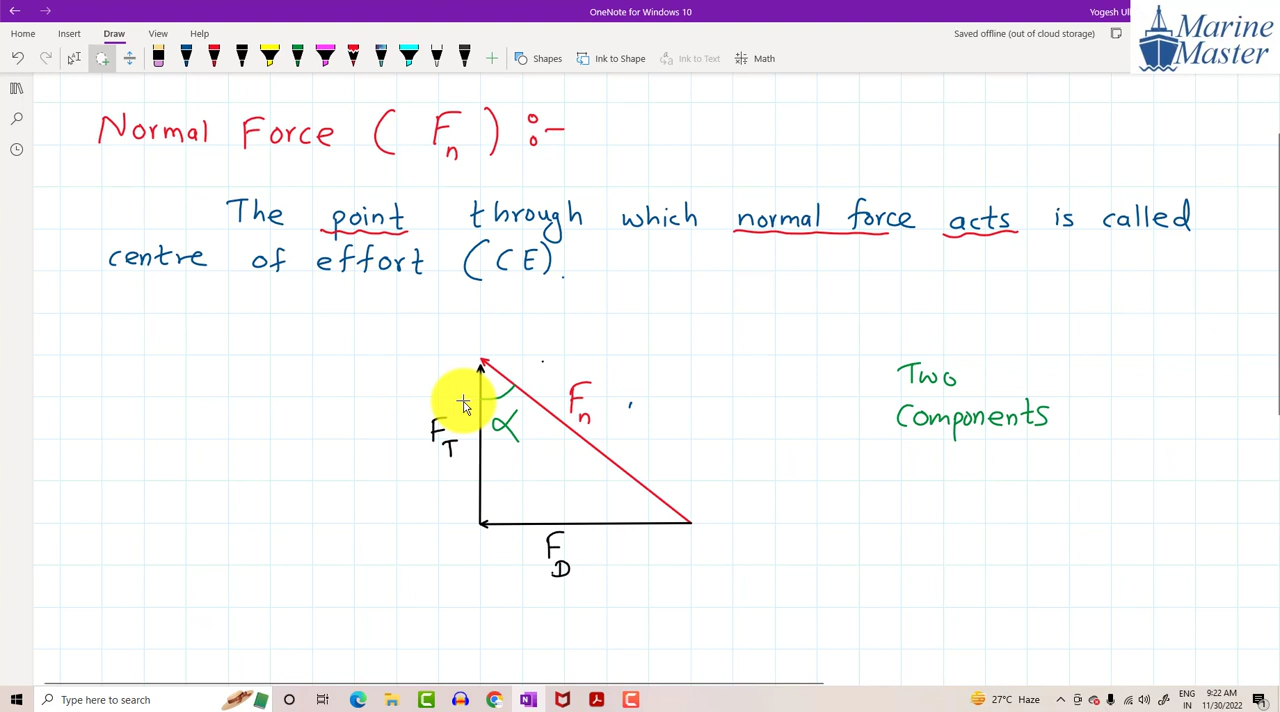 OneNote for Windows 10
Yogesh Ul
Marine
Master
Home Insert Draw View Help
Saved offline (out of cloud storage)
Shapes Ink to Shape Ink to Text Math
Normal Force ( Fn ) :-
The point through which normal force acts is called
centre of effort (CE).
Two
Components
Fn
α
FT
FD
Type here to search
27°C Haze
ENG
IN
9:22 AM
11/30/2022
1